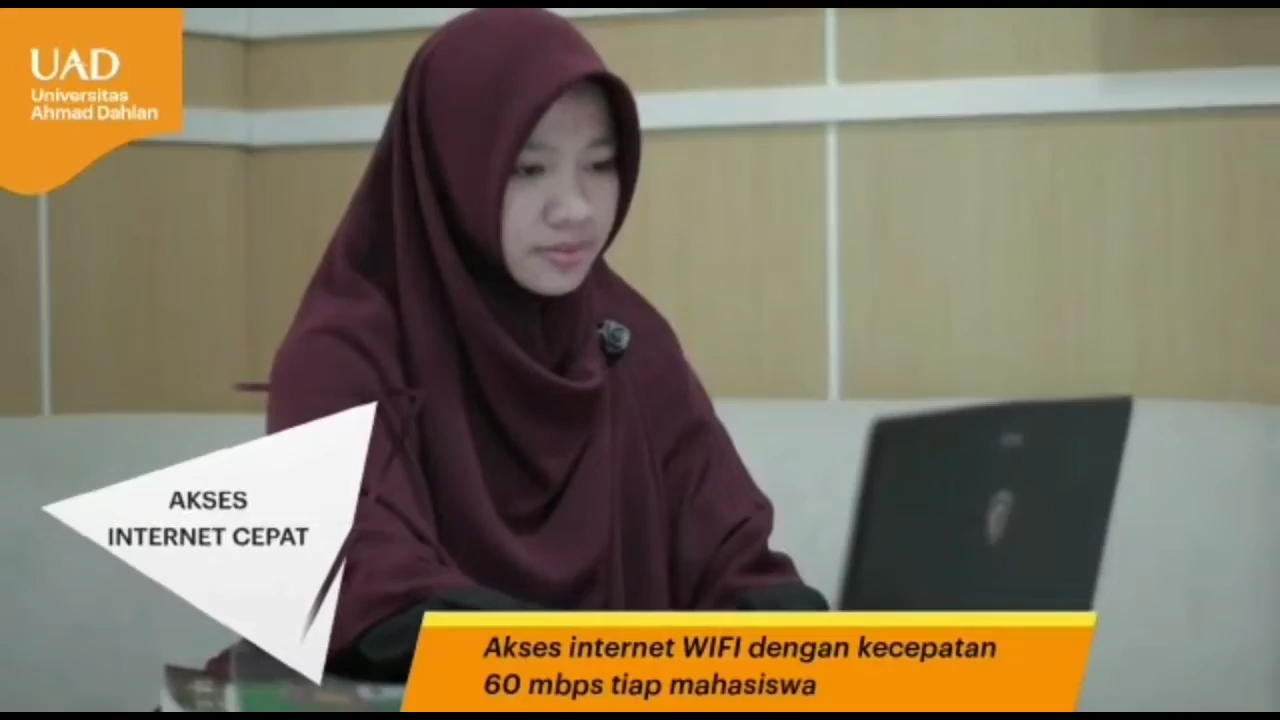 UAD
Universitas
Ahmad Dahlan
AKSES
INTERNET CEPAT
Akses internet WIFI dengan kecepatan
60 mbps tiap mahasiswa